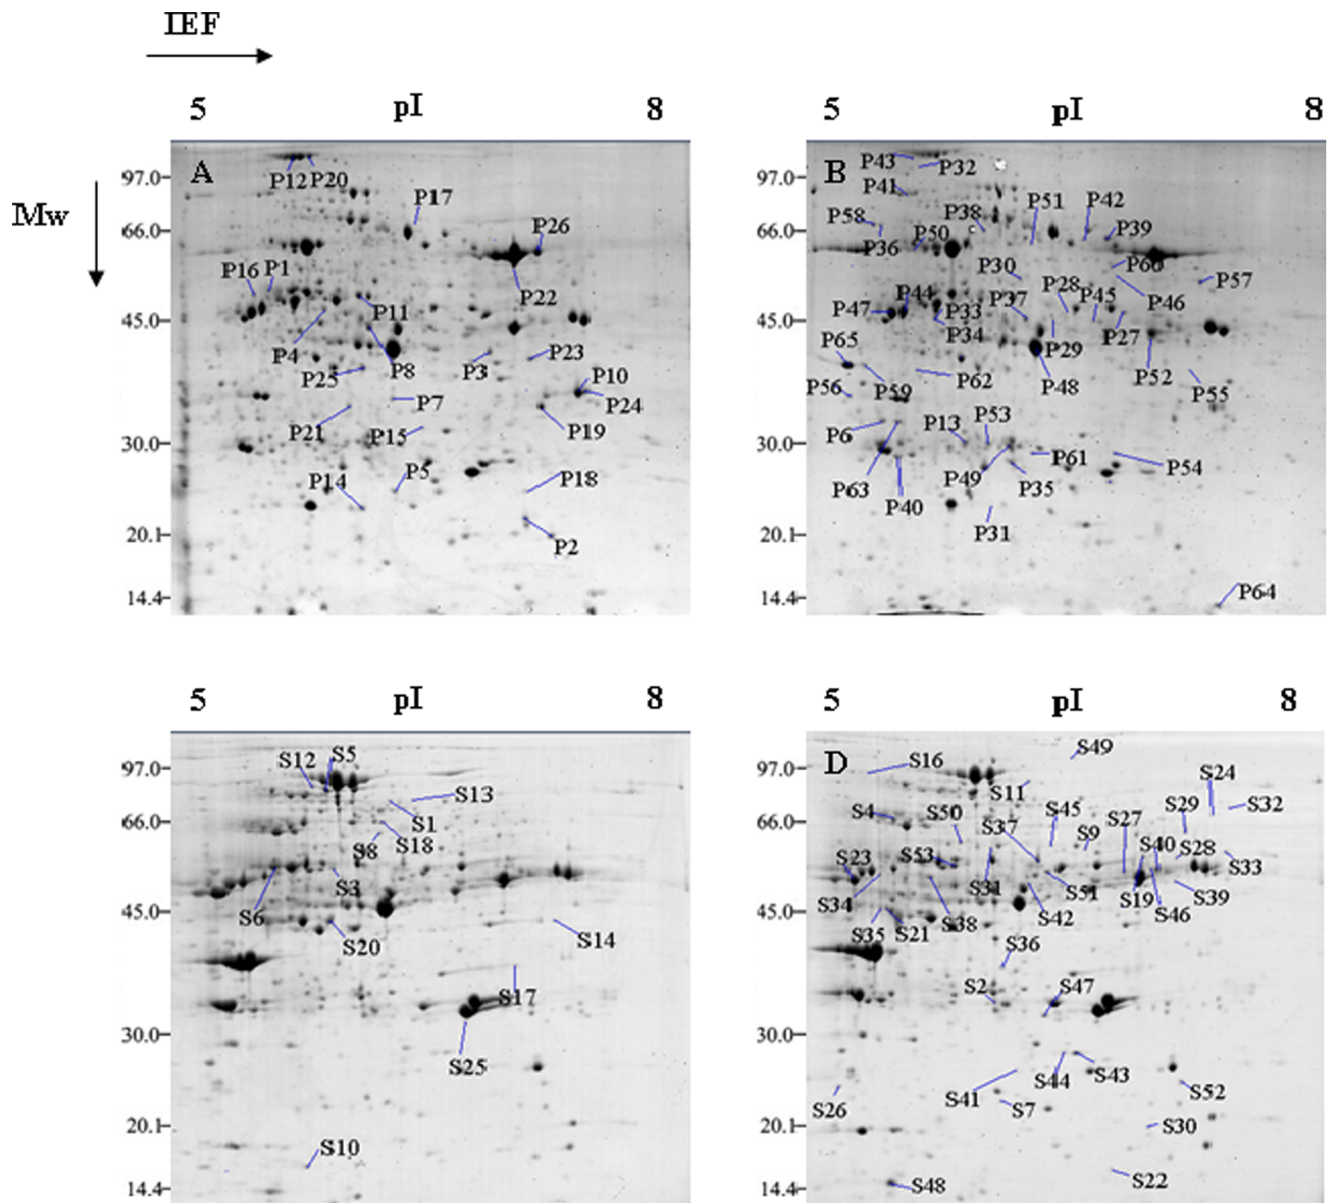 IEF
5 pI 8
5 pI 8
Mw
A
97.0
66.0
45.0
30.0
20.1
14.4
P12 P20
P17
P26
P16 P1
P22
P11
P4
P8
P23
P3
P25
P10
P7
P24
P21
P15
P19
P14
P5
P18
P2
B
97.0
66.0
45.0
30.0
20.1
14.4
P43
P32
P41
P58
P38
P51
P42
P50
P39
P36
P30
P60
P57
P47
P44
P37
P28
P45
P46
P33
P65
P34
P29
P27
P62
P48
P52
P56
P59
P55
P6
P13
P53
P61
P54
P63
P49
P35
P40
P31
P64
5 pI 8
5 pI 8
97.0
66.0
45.0
30.0
20.1
14.4
S12
S5
S13
S1
S8
S18
S3
S6
S20
S14
S17
S25
S10
D
97.0
66.0
45.0
30.0
20.1
14.4
S49
S16
S24
S11
S4
S50
S45
S27
S29
S32
S37
S9
S40
S23
S53
S28
S33
S31
S51
S34
S42
S19
S39
S35
S21
S38
S46
S36
S2
S47
S44
S43
S26
S41
S7
S52
S30
S48
S22